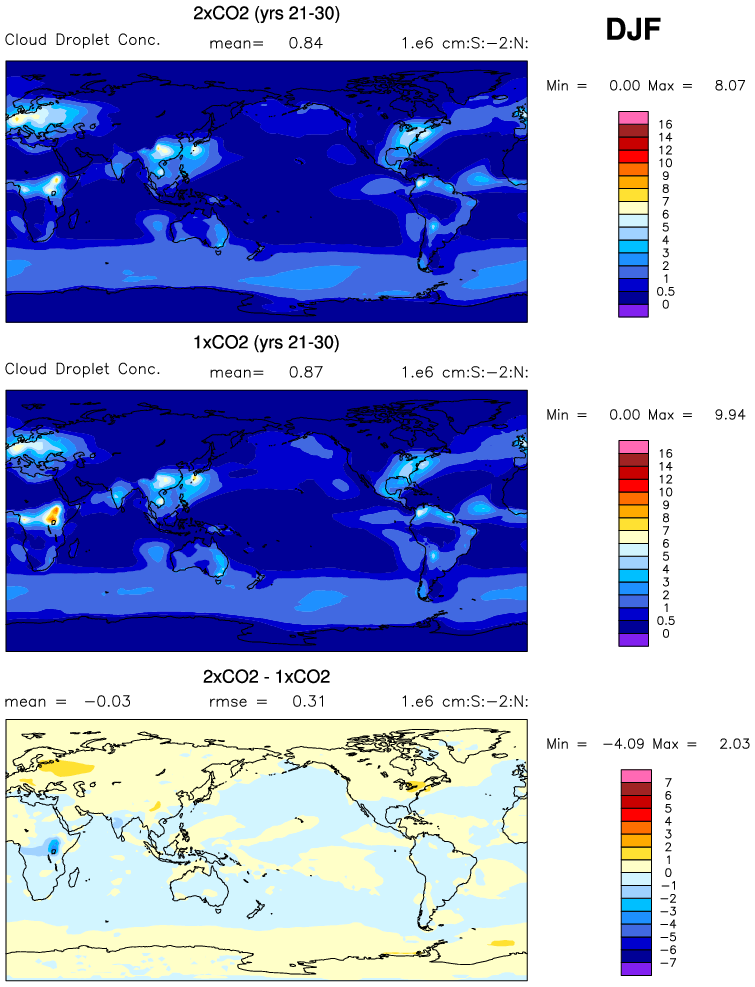 2xCO2 (yrs 21-30)
DJF
Cloud Droplet Conc.
mean= 0.84
1.e6 cm:S:−2:N:
Min = 0.00 Max = 8.07
16
14
12
10
9
8
7
6
5
4
3
2
1
0.5
0
1xCO2 (yrs 21-30)
Cloud Droplet Conc.
mean= 0.87
1.e6 cm:S:−2:N:
Min = 0.00 Max = 9.94
16
14
12
10
9
8
7
6
5
4
3
2
1
0.5
0
2xCO2 - 1xCO2
mean = −0.03
rmse = 0.31
1.e6 cm:S:−2:N:
Min = −4.09 Max = 2.03
7
6
5
4
3
2
1
0
−1
−2
−3
−4
−5
−6
−7